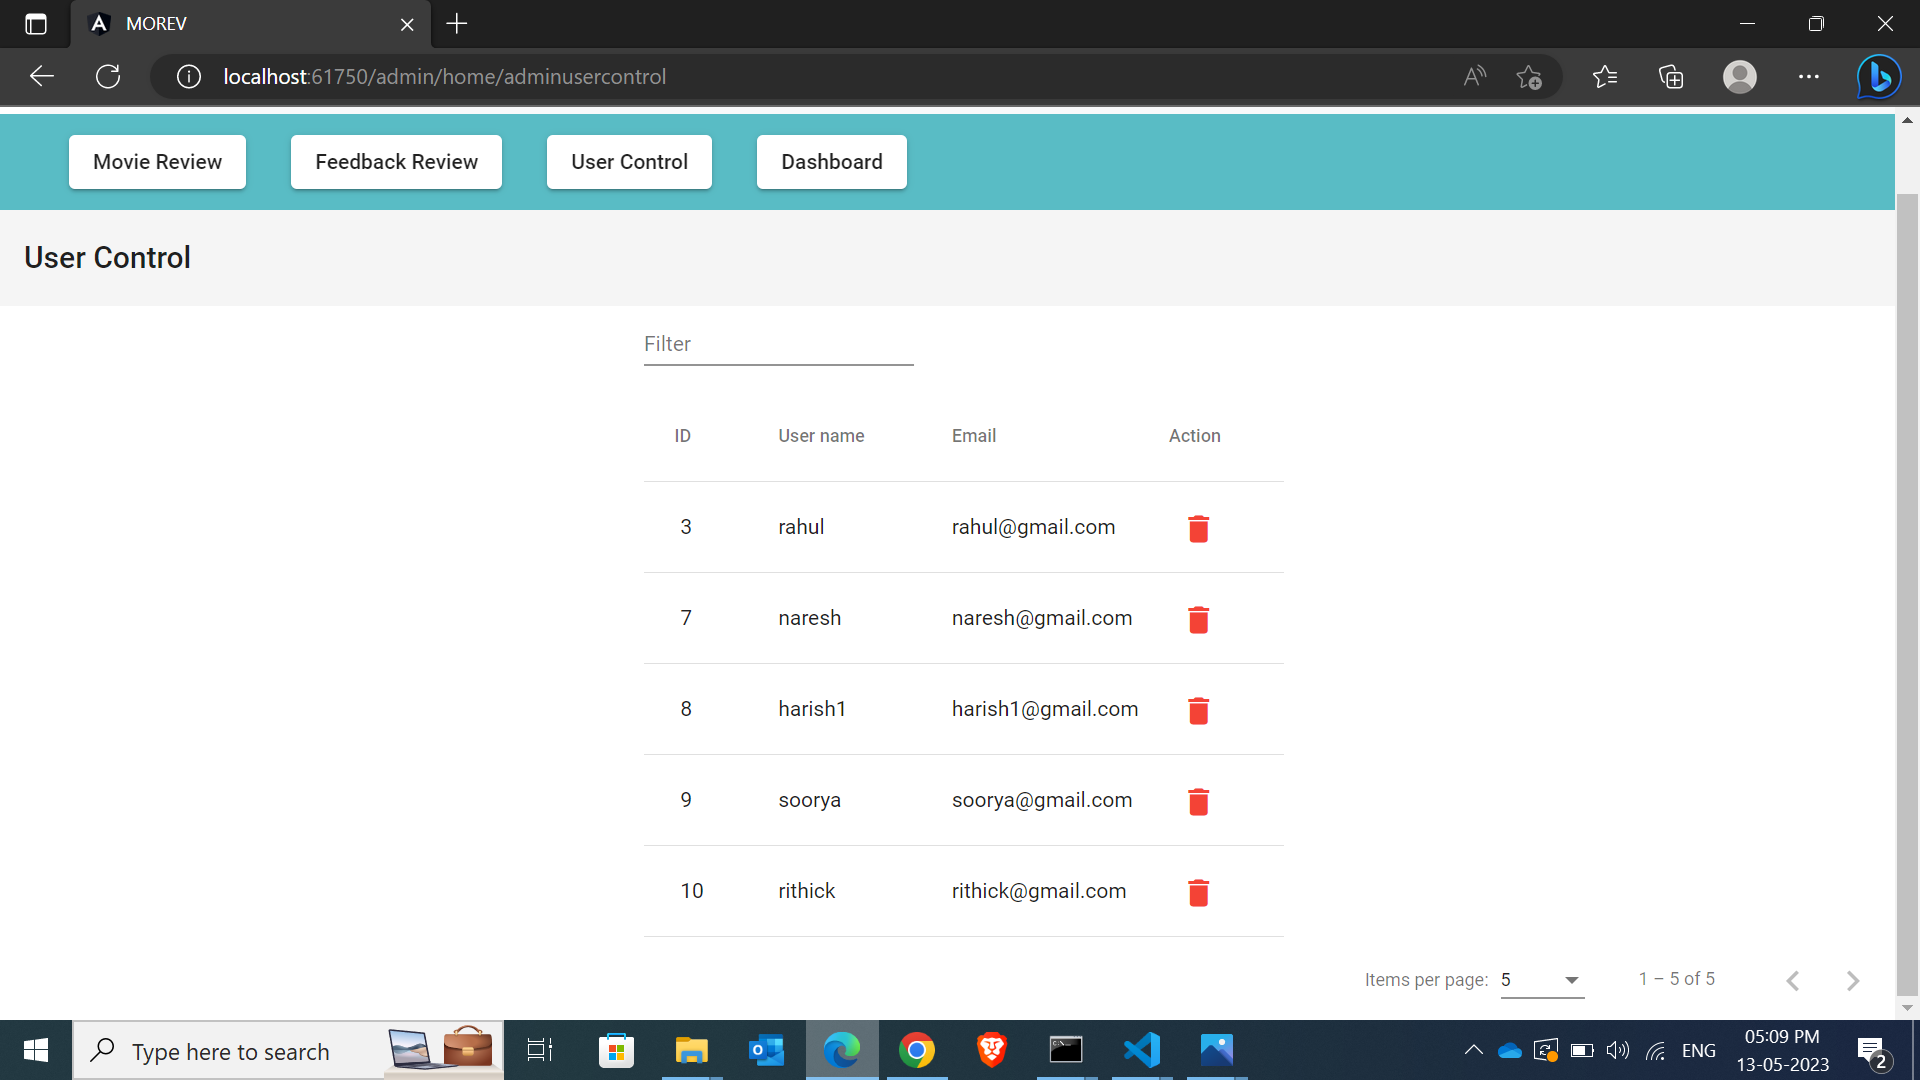 MOREV
localhost:61750/admin/home/adminusercontrol
Movie Review Feedback Review User Control Dashboard
User Control
Filter
ID User name Email Action
3 rahul rahul@gmail.com
7 naresh naresh@gmail.com
8 harish1 harish1@gmail.com
9 soorya soorya@gmail.com
10 rithick rithick@gmail.com
Items per page: 5 1 – 5 of 5
Type here to search
ENG
05:09 PM
13-05-2023
2